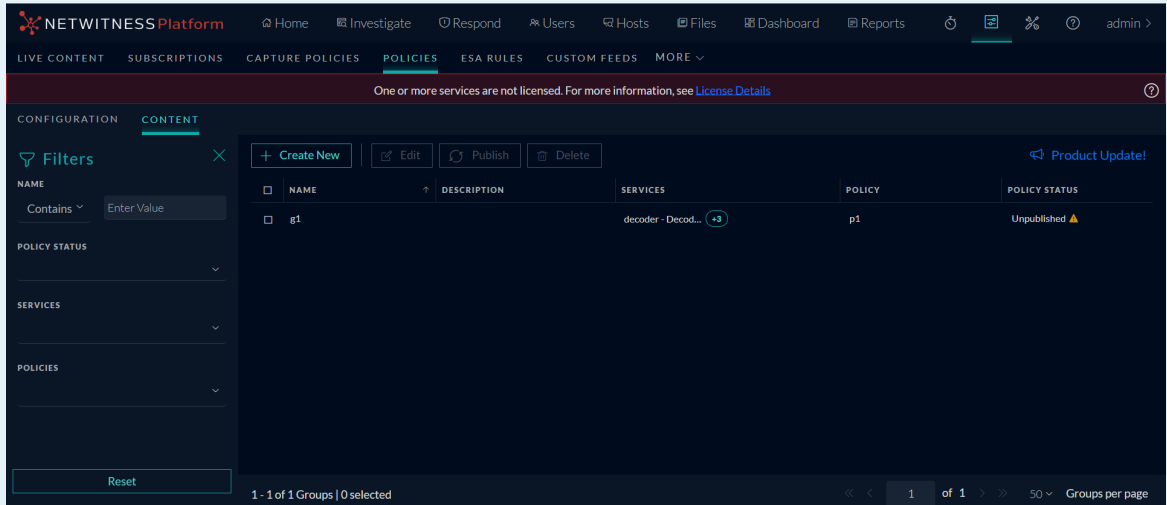 NETWITNESS Platform Home Investigate Respond Users Hosts Files Dashboard Reports admin >
LIVE CONTENT SUBSCRIPTIONS CAPTURE POLICIES POLICIES ESA RULES CUSTOM FEEDS MORE
One or more services are not licensed. For more information, see License Details
CONFIGURATION CONTENT
Filters
+ Create New Edit Publish Delete Product Update!
NAME
NAME DESCRIPTION SERVICES POLICY POLICY STATUS
Contains Enter Value
g1 decoder - Decod... +3 p1 Unpublished
POLICY STATUS
SERVICES
POLICIES
Reset
1 - 1 of 1 Groups | 0 selected
<< < 1 of 1 > >> 50 Groups per page